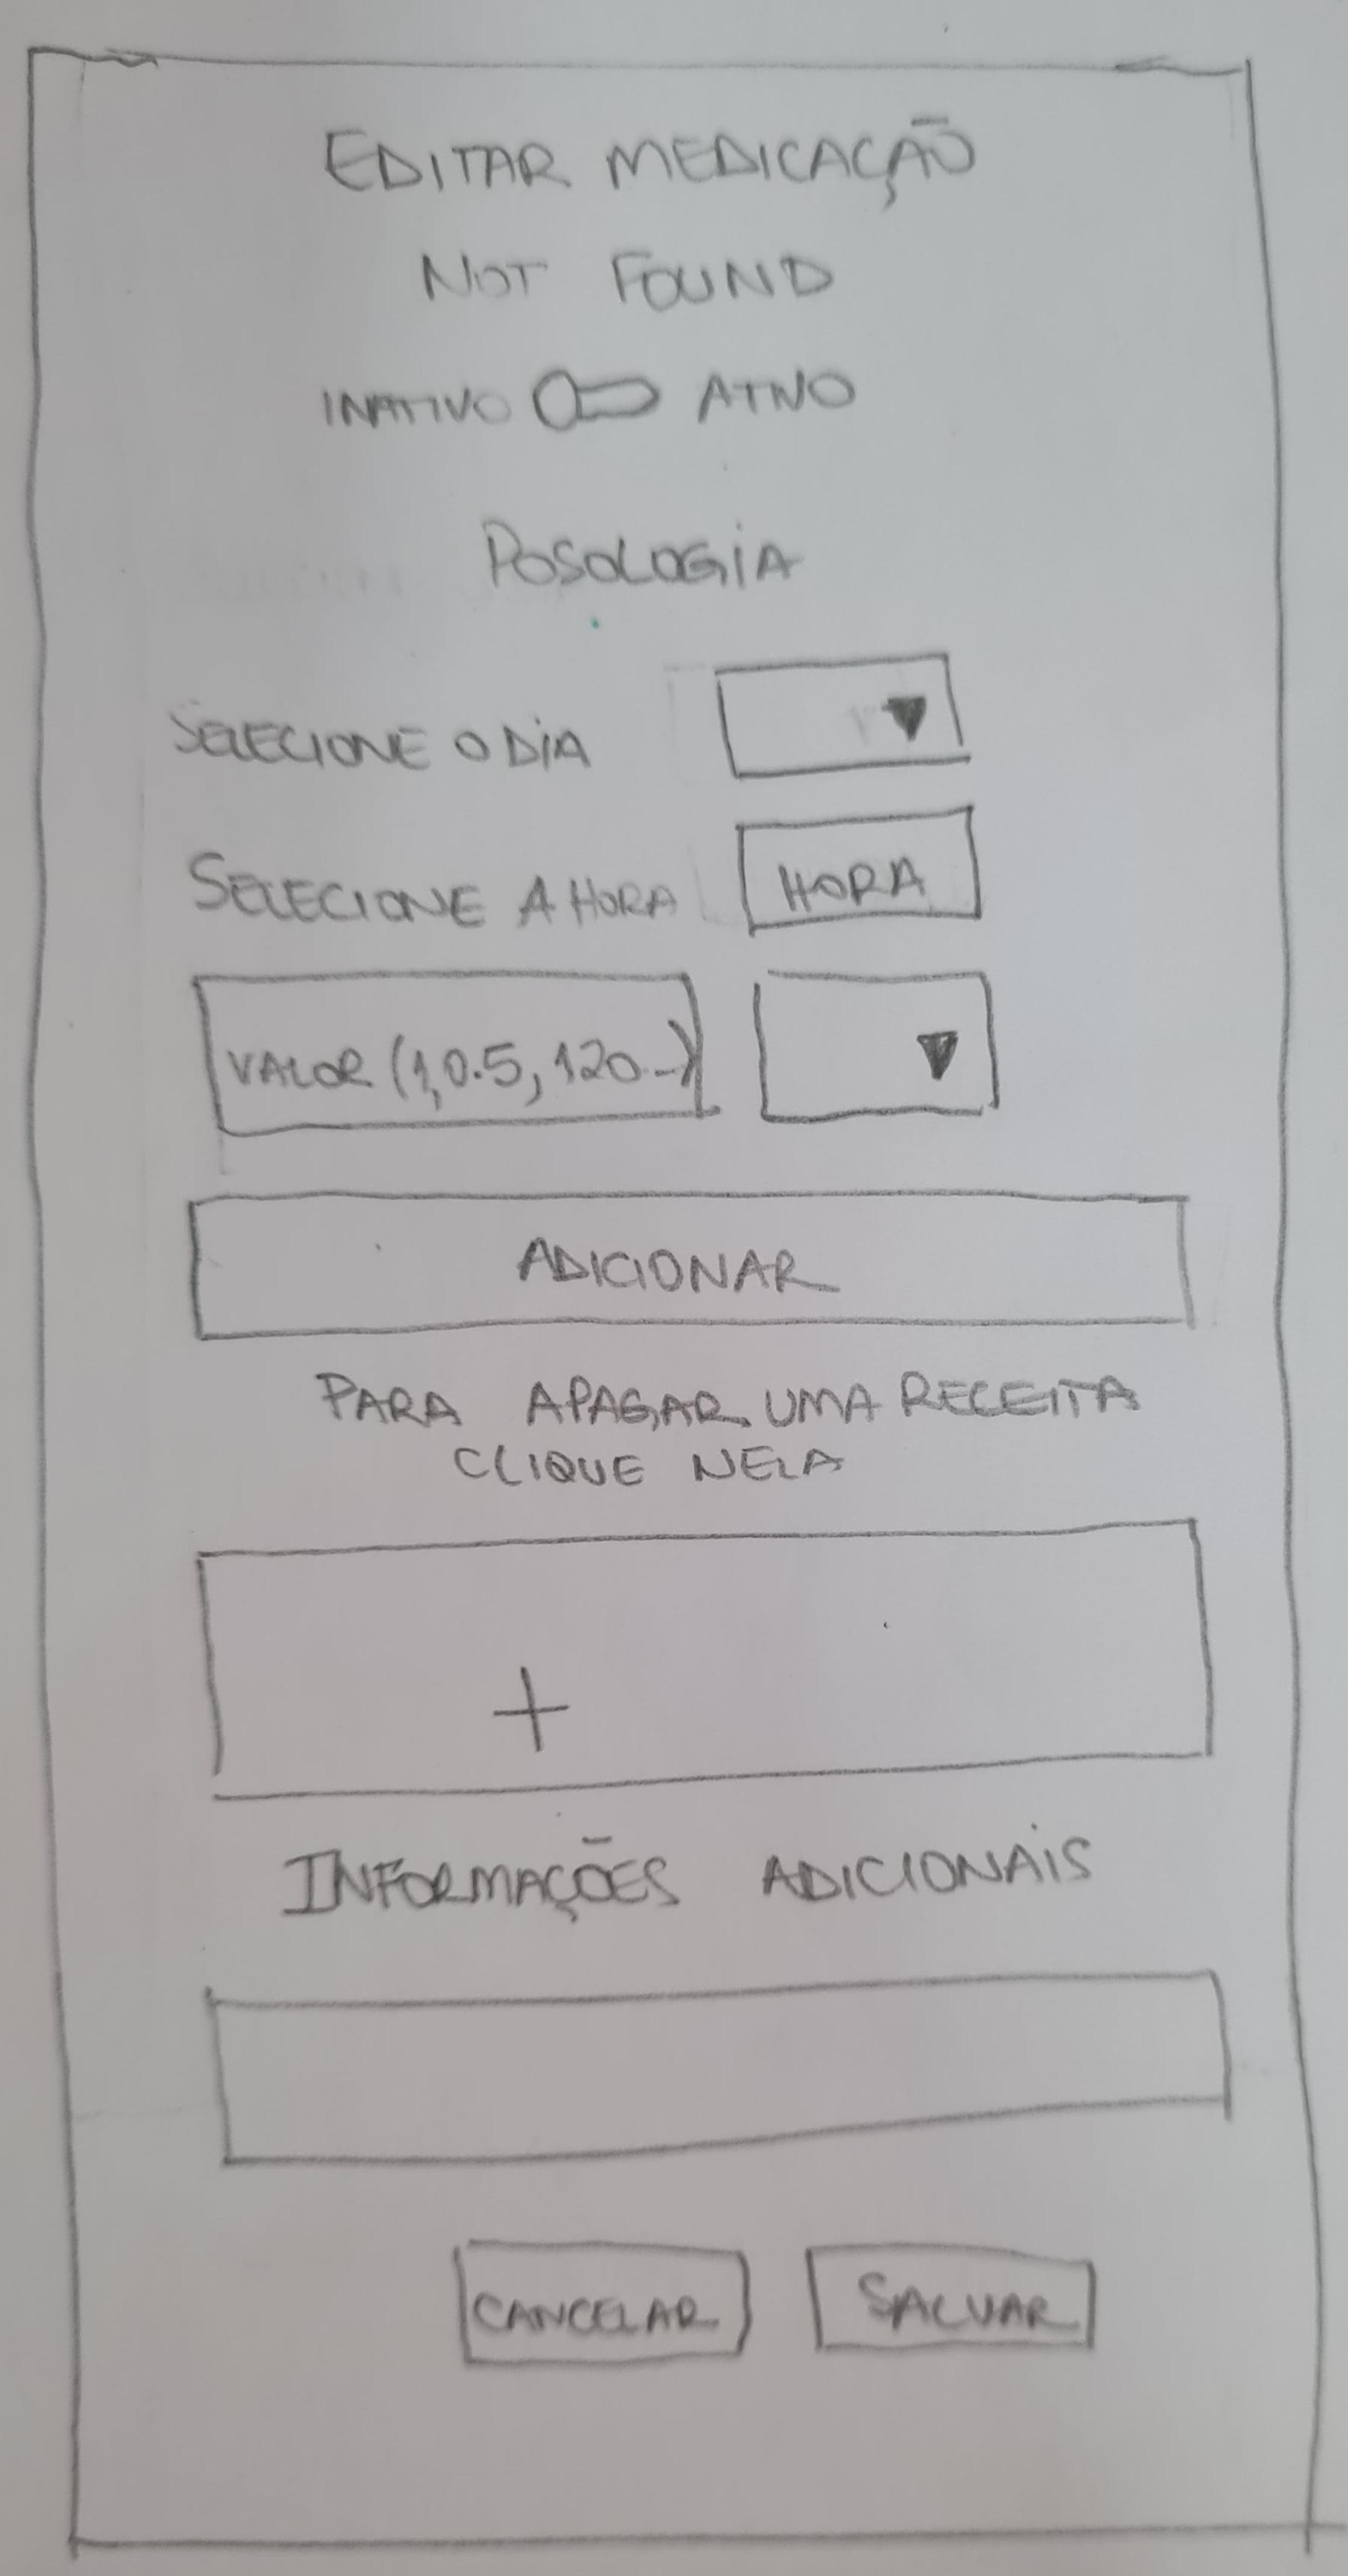 EDITAR MEDICAÇÃO
NOT FOUND
INATIVO ATIVO
POSOLOGIA
SELECIONE O DIA
SELECIONE A HORA HORA
VALOR (1,0.5, 120..)
ADICIONAR
PARA APAGAR UMA RECEITA
CLIQUE NELA
+
INFORMAÇÕES ADICIONAIS
CANCELAR SALVAR